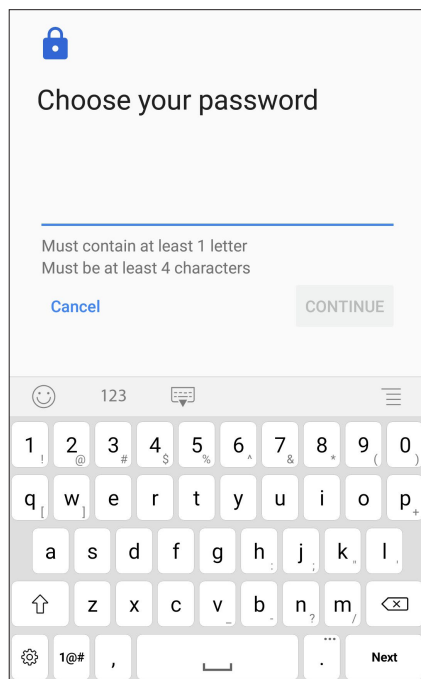 Choose your password
Must contain at least 1 letter
Must be at least 4 characters
Cancel CONTINUE
123
1 ! 2 @ 3 # 4 $ 5 % 6 ^ 7 & 8 * 9 ( 0 )
q [ w ] e r t y u i o p +
a s d f g h : j ; k " l '
z x c v _ b - n ? m /
1@# , . ... Next